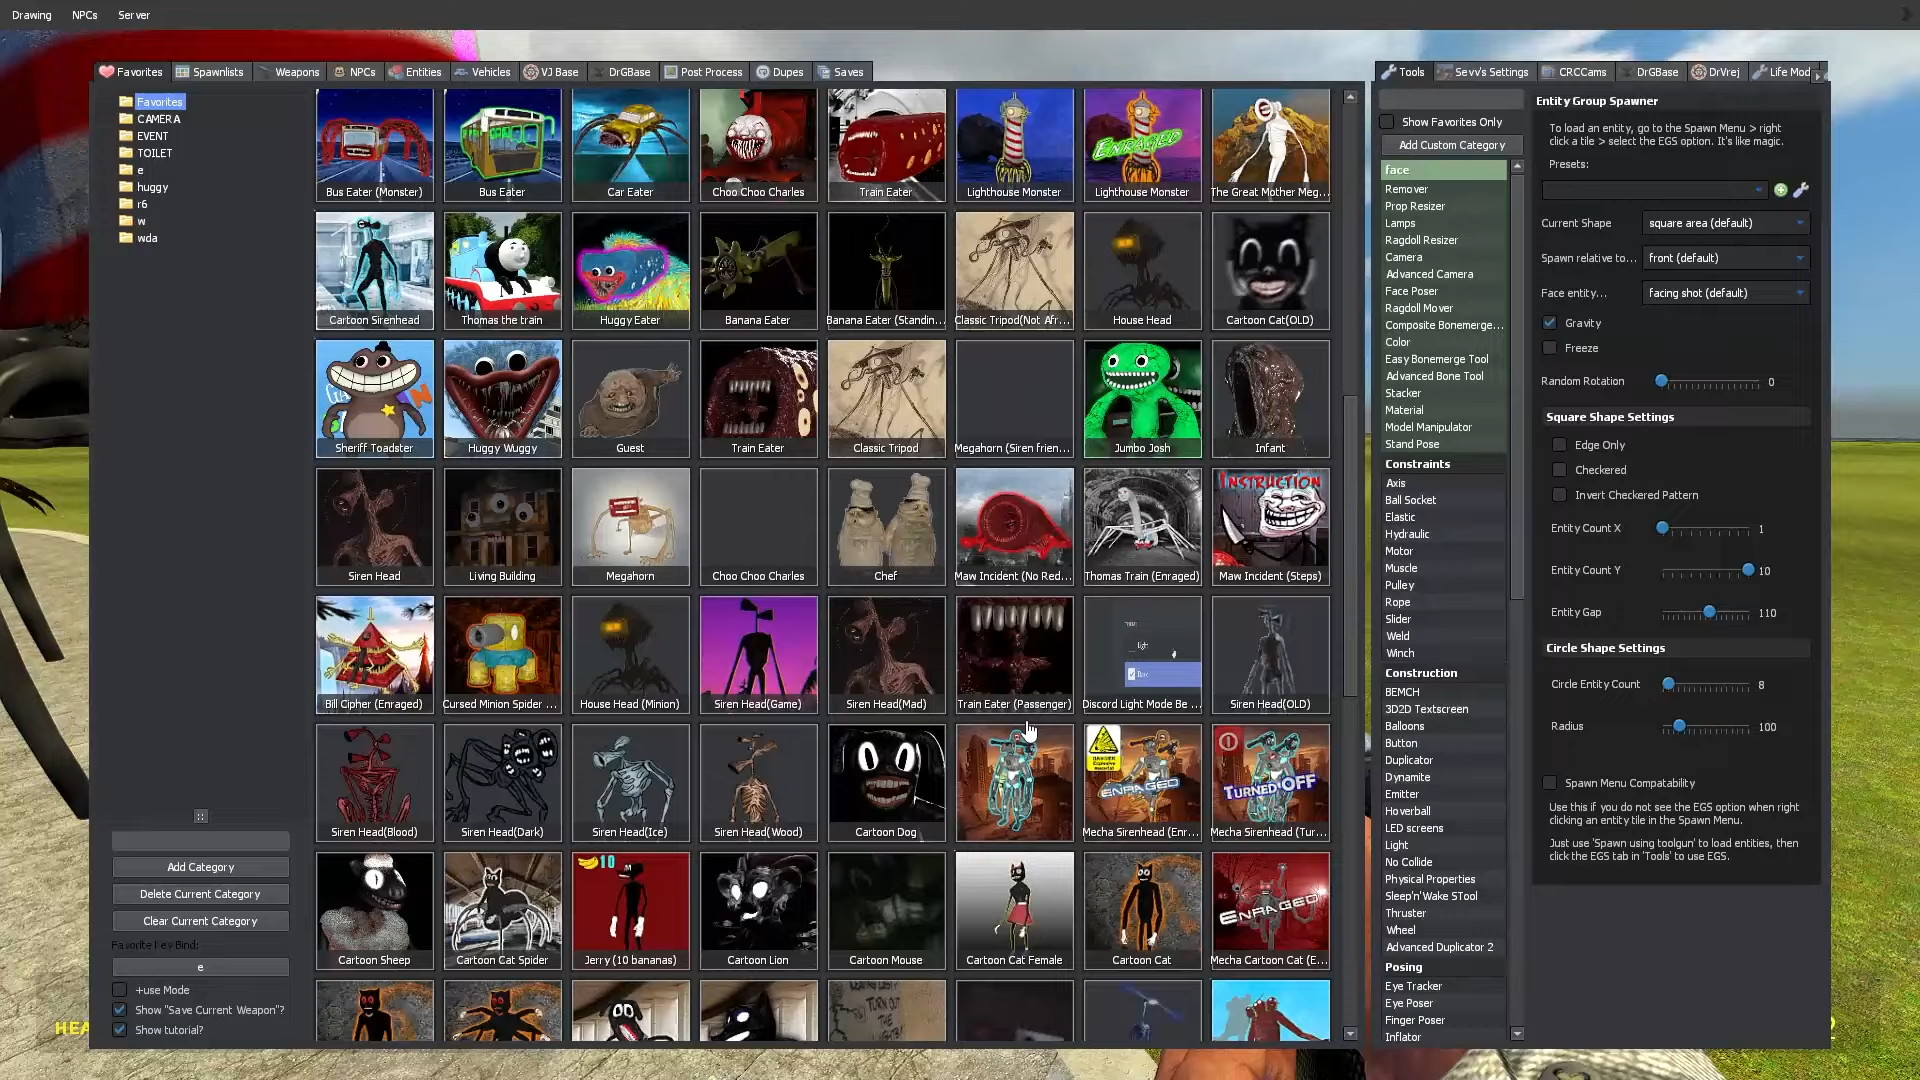 Drawing NPCs Server
Favorites Spawnlists Weapons NPCs Entities Vehicles VJ Base DrGBase Post Process Dupes Saves
Favorites
CAMERA
EVENT
TOILET
e
huggy
r6
w
wda
Bus Eater (Monster) Bus Eater Car Eater Choo Choo Charles Train Eater Lighthouse Monster ENRAGED Lighthouse Monster The Great Mother Meg...
Cartoon Sirenhead Thomas the train Huggy Eater Banana Eater Banana Eater (Standin... Classic Tripod(Not Afr... House Head Cartoon Cat(OLD)
Sheriff Toadster Huggy Wuggy Guest Train Eater Classic Tripod Megahorn (Siren frien... Jumbo Josh Infant
INSTRUCTION
Siren Head Living Building Megahorn Choo Choo Charles Chef Maw Incident (No Red... Thomas Train (Enraged) Maw Incident (Steps)
Light
Bill Cipher (Enraged) Cursed Minion Spider ... House Head (Minion) Siren Head(Game) Siren Head(Mad) Train Eater (Passenger) Discord Light Mode Be ... Siren Head(OLD)
DANGER
ENRAGED
TURNED OFF
Siren Head(Blood) Siren Head(Dark) Siren Head(Ice) Siren Head(Wood) Cartoon Dog Mecha Sirenhead (Enr... Mecha Sirenhead (Tur...
10
ENRAGED
Cartoon Sheep Cartoon Cat Spider Jerry (10 bananas) Cartoon Lion Cartoon Mouse Cartoon Cat Female Cartoon Cat Mecha Cartoon Cat (E...
TURN OUT
Add Category
Delete Current Category
Clear Current Category
Favorite Key Bind:
e
+use Mode
Show "Save Current Weapon"?
Show tutorial?
HEA
Tools Sevv's Settings CRCCams DrGBase DrVrej Life Mod
Show Favorites Only
Add Custom Category
face
Remover
Prop Resizer
Lamps
Ragdoll Resizer
Camera
Advanced Camera
Face Poser
Ragdoll Mover
Composite Bonemerge...
Color
Easy Bonemerge Tool
Advanced Bone Tool
Stacker
Material
Model Manipulator
Stand Pose
Constraints
Axis
Ball Socket
Elastic
Hydraulic
Motor
Muscle
Pulley
Rope
Slider
Weld
Winch
Construction
BEMCH
3D2D Textscreen
Balloons
Button
Duplicator
Dynamite
Emitter
Hoverball
LED screens
Light
No Collide
Physical Properties
Sleep'n'Wake STool
Thruster
Wheel
Advanced Duplicator 2
Posing
Eye Tracker
Eye Poser
Finger Poser
Inflator
Entity Group Spawner
To load an entity, go to the Spawn Menu > right
click a tile > select the EGS option. It's like magic.
Presets:
Current Shape square area (default)
Spawn relative to... front (default)
Face entity... facing shot (default)
Gravity
Freeze
Random Rotation 0
Square Shape Settings
Edge Only
Checkered
Invert Checkered Pattern
Entity Count X 1
Entity Count Y 10
Entity Gap 110
Circle Shape Settings
Circle Entity Count 8
Radius 100
Spawn Menu Compatability
Use this if you do not see the EGS option when right
clicking an entity tile in the Spawn Menu.
Just use 'Spawn using toolgun' to load entities, then
click the EGS tab in 'Tools' to use EGS.